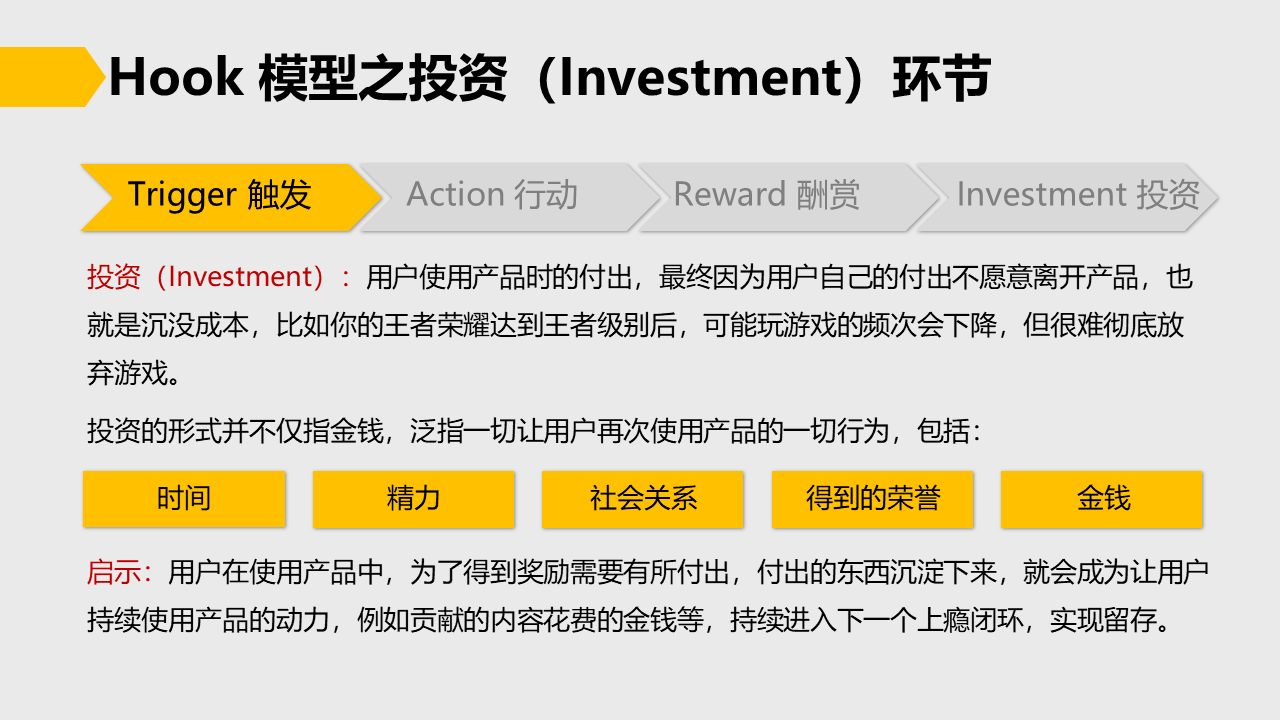 Hook 模型之投资（Investment）环节
Trigger 触发
Action 行动
Reward 酬赏
Investment 投资
投资（Investment）：用户使用产品时的付出，最终因为用户自己的付出不愿意离开产品，也
就是沉没成本，比如你的王者荣耀达到王者级别后，可能玩游戏的频次会下降，但很难彻底放
弃游戏。
投资的形式并不仅指金钱，泛指一切让用户再次使用产品的一切行为，包括：
时间
精力
社会关系
得到的荣誉
金钱
启示：用户在使用产品中，为了得到奖励需要有所付出，付出的东西沉淀下来，就会成为让用户
持续使用产品的动力，例如贡献的内容花费的金钱等，持续进入下一个上瘾闭环，实现留存。